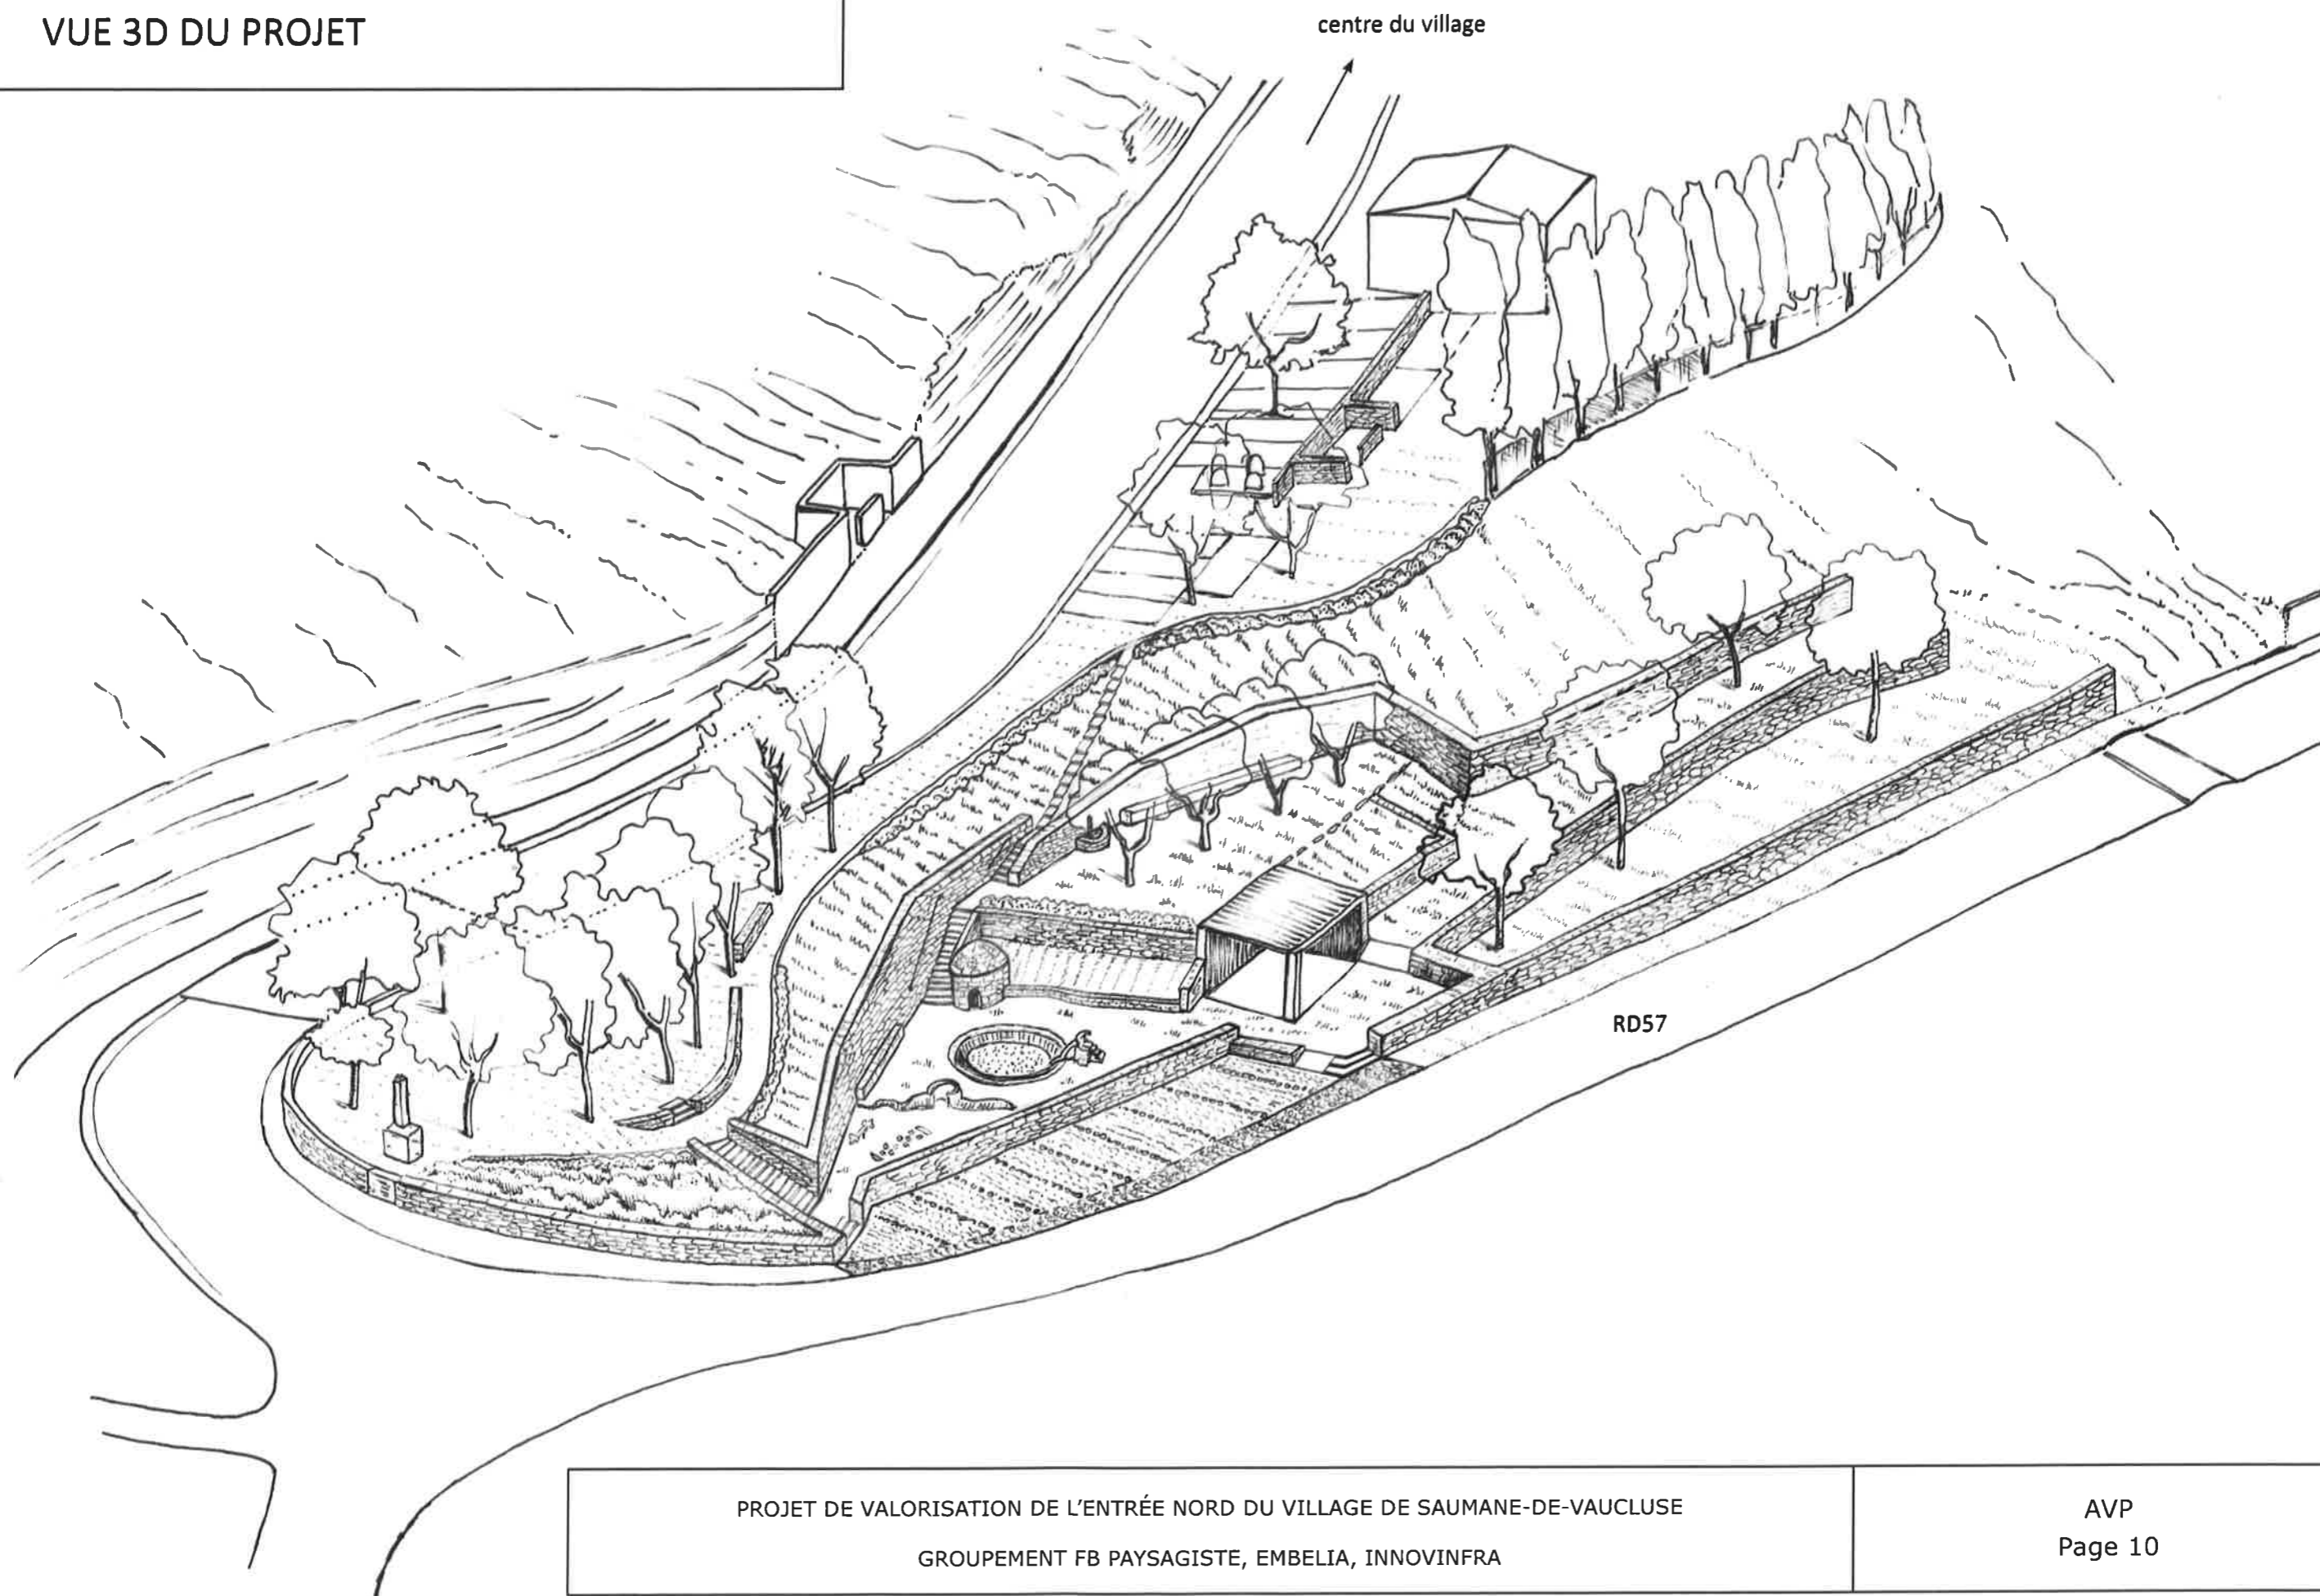 VUE 3D DU PROJET
centre du village
RD57
PROJET DE VALORISATION DE L'ENTRÉE NORD DU VILLAGE DE SAUMANE-DE-VAUCLUSE
GROUPEMENT FB PAYSAGISTE, EMBELIA, INNOVINFRA
AVP
Page 10